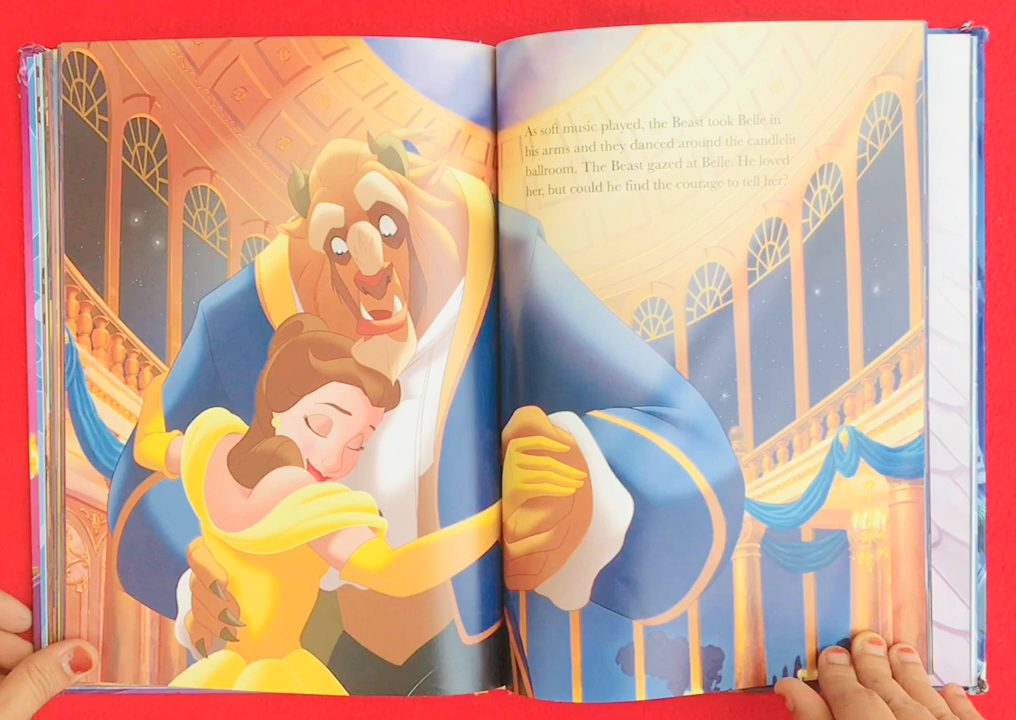 As soft music played, the Beast took Belle in
his arms and they danced around the candlelit
ballroom. The Beast gazed at Belle. He loved
her, but could he find the courage to tell her?